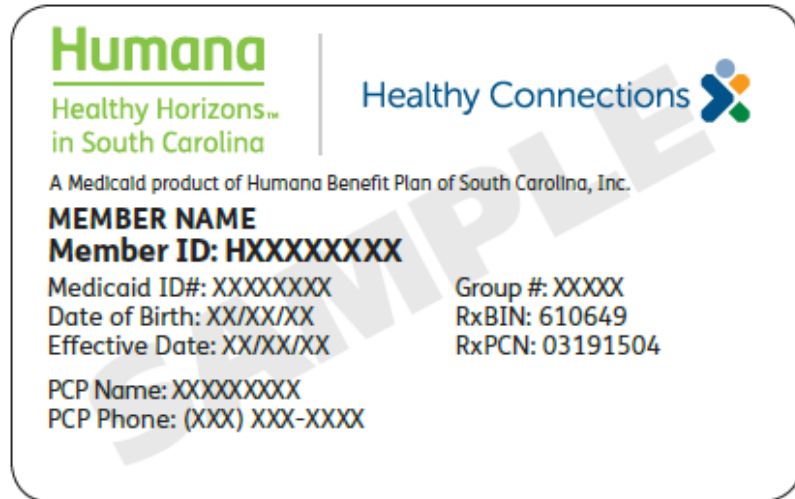 Humana
Healthy Horizons™
in South Carolina
Healthy Connections
A Medicaid product of Humana Benefit Plan of South Carolina, Inc.
MEMBER NAME
Member ID: HXXXXXXXX
Medicaid ID#: XXXXXXXX
Group #: XXXXX
Date of Birth: XX/XX/XX
RxBIN: 610649
Effective Date: XX/XX/XX
RxPCN: 03191504
PCP Name: XXXXXXXXX
PCP Phone: (XXX) XXX-XXXX
SAMPLE